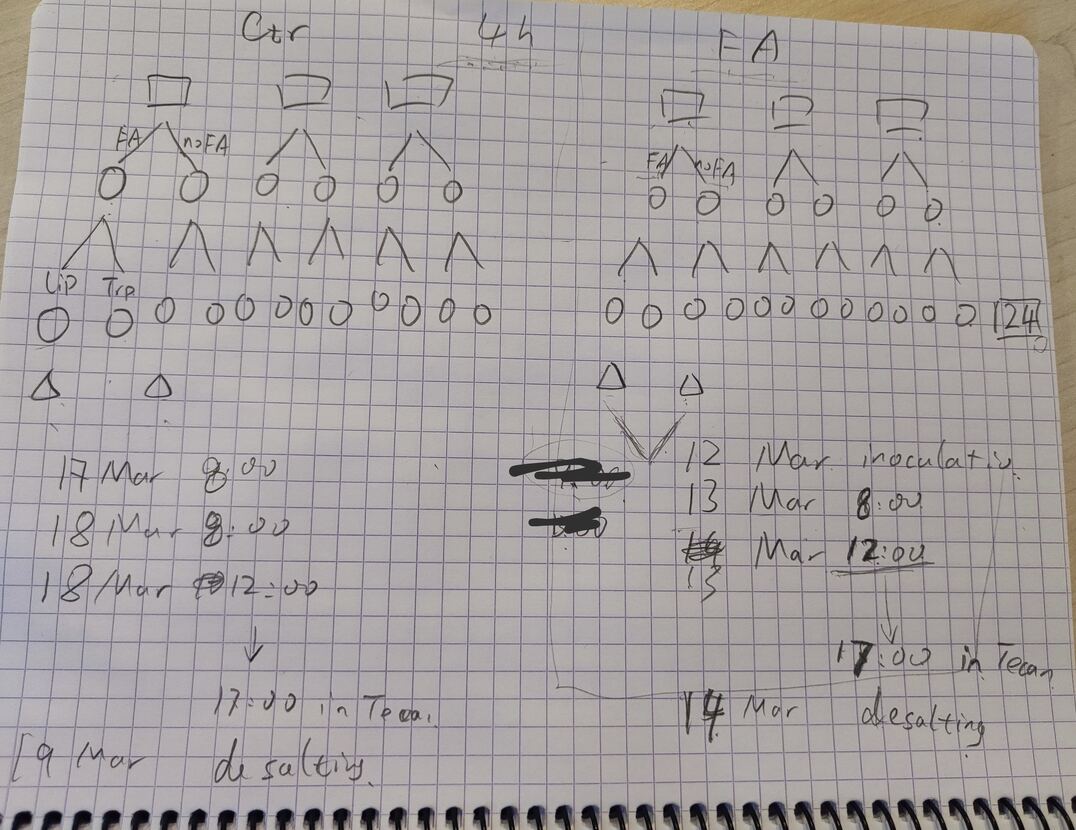 Ctr 4h FA
FA noFA
FA noFA
Lip Trp
24
17 Mar 8:00
18 Mar 8:00
18 Mar 12:00
17:00 in Tecan
19 Mar desalting
12 Mar inoculatio
13 Mar 8:00
13 Mar 12:00
17:00 in Tecan
14 Mar desalting